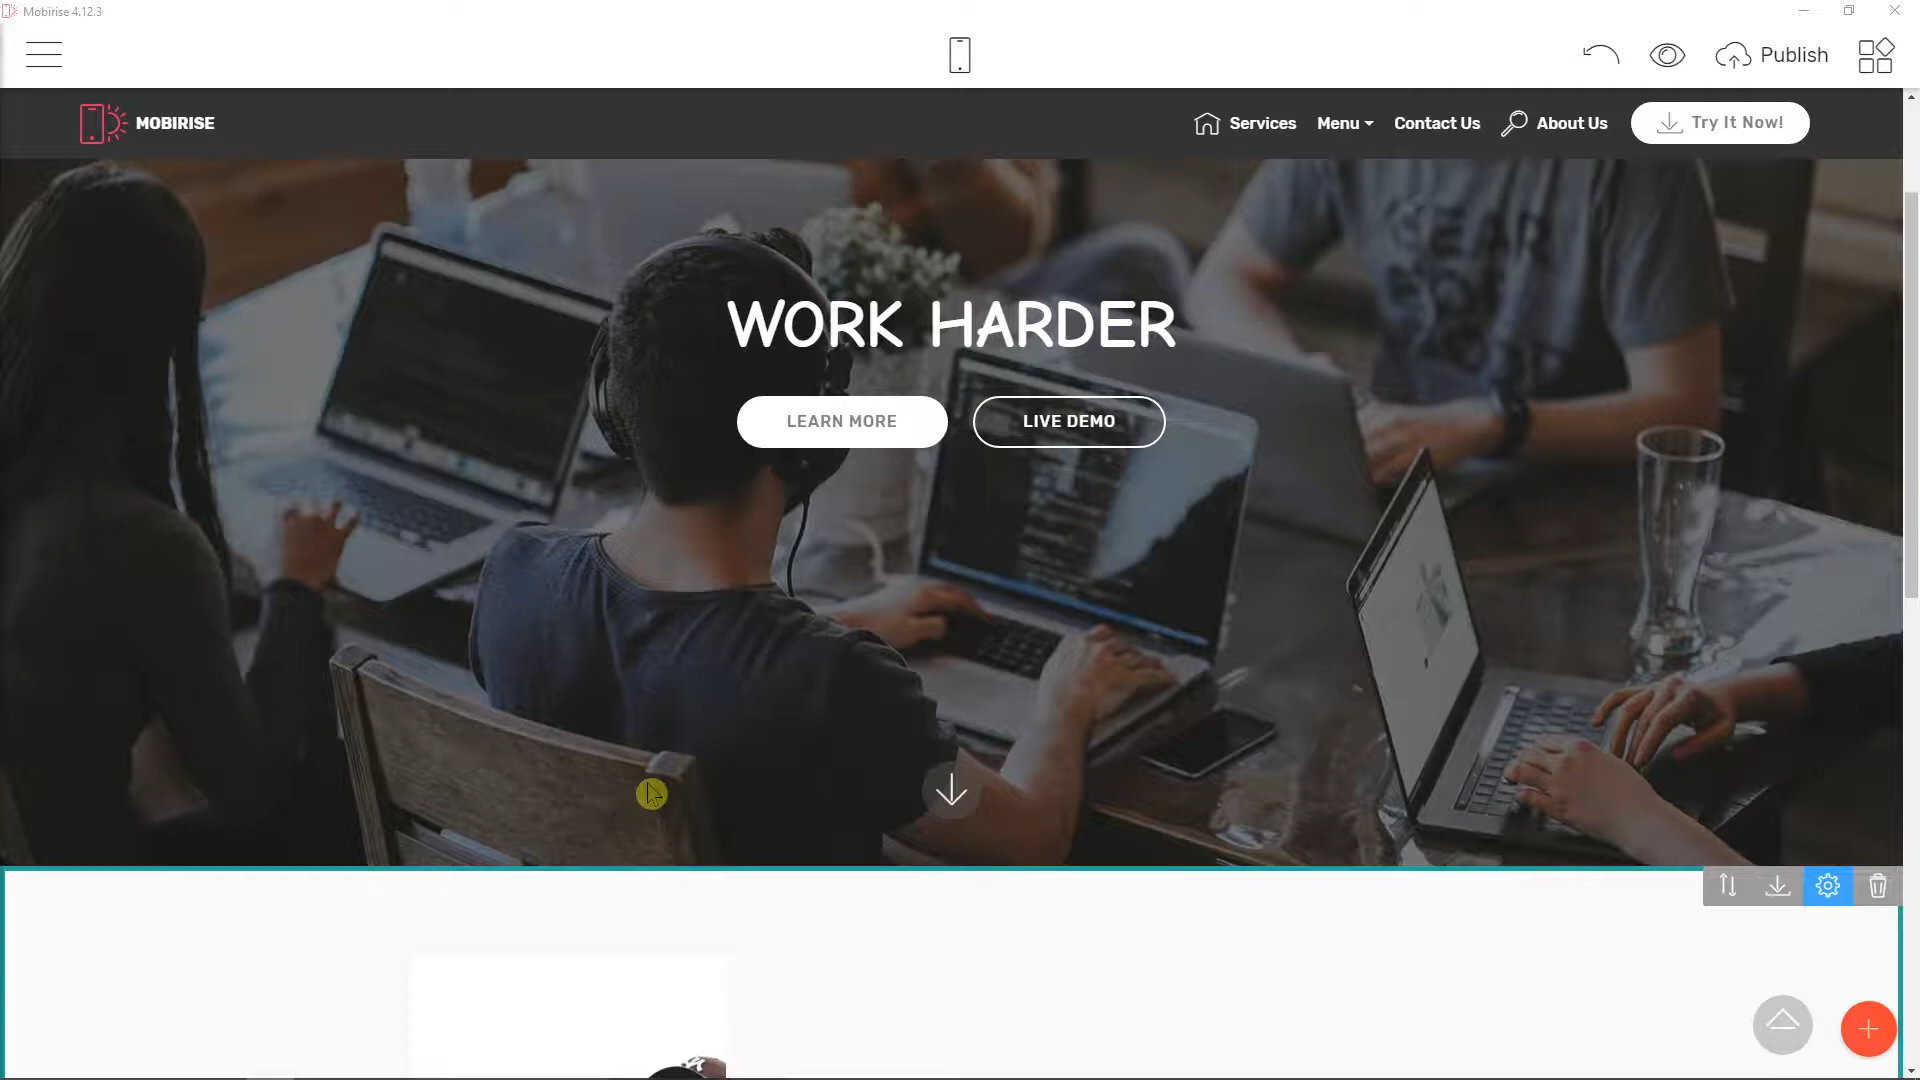 Mobirise 4.12.3
Publish
MOBIRISE
Services
Menu
Contact Us
About Us
Try It Now!
WORK HARDER
LEARN MORE
LIVE DEMO